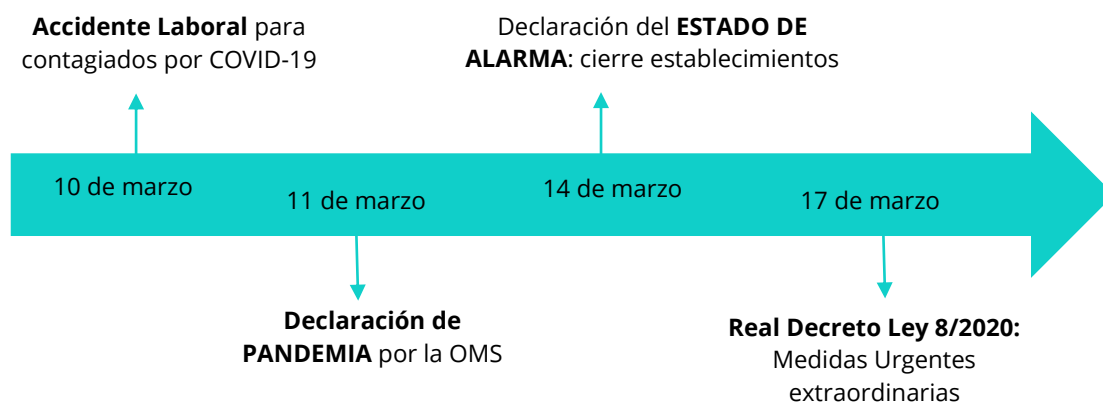 Accidente Laboral para
contagiados por COVID-19
Declaración del ESTADO DE
ALARMA: cierre establecimientos
10 de marzo
11 de marzo
14 de marzo
17 de marzo
Declaración de
PANDEMIA por la OMS
Real Decreto Ley 8/2020:
Medidas Urgentes
extraordinarias